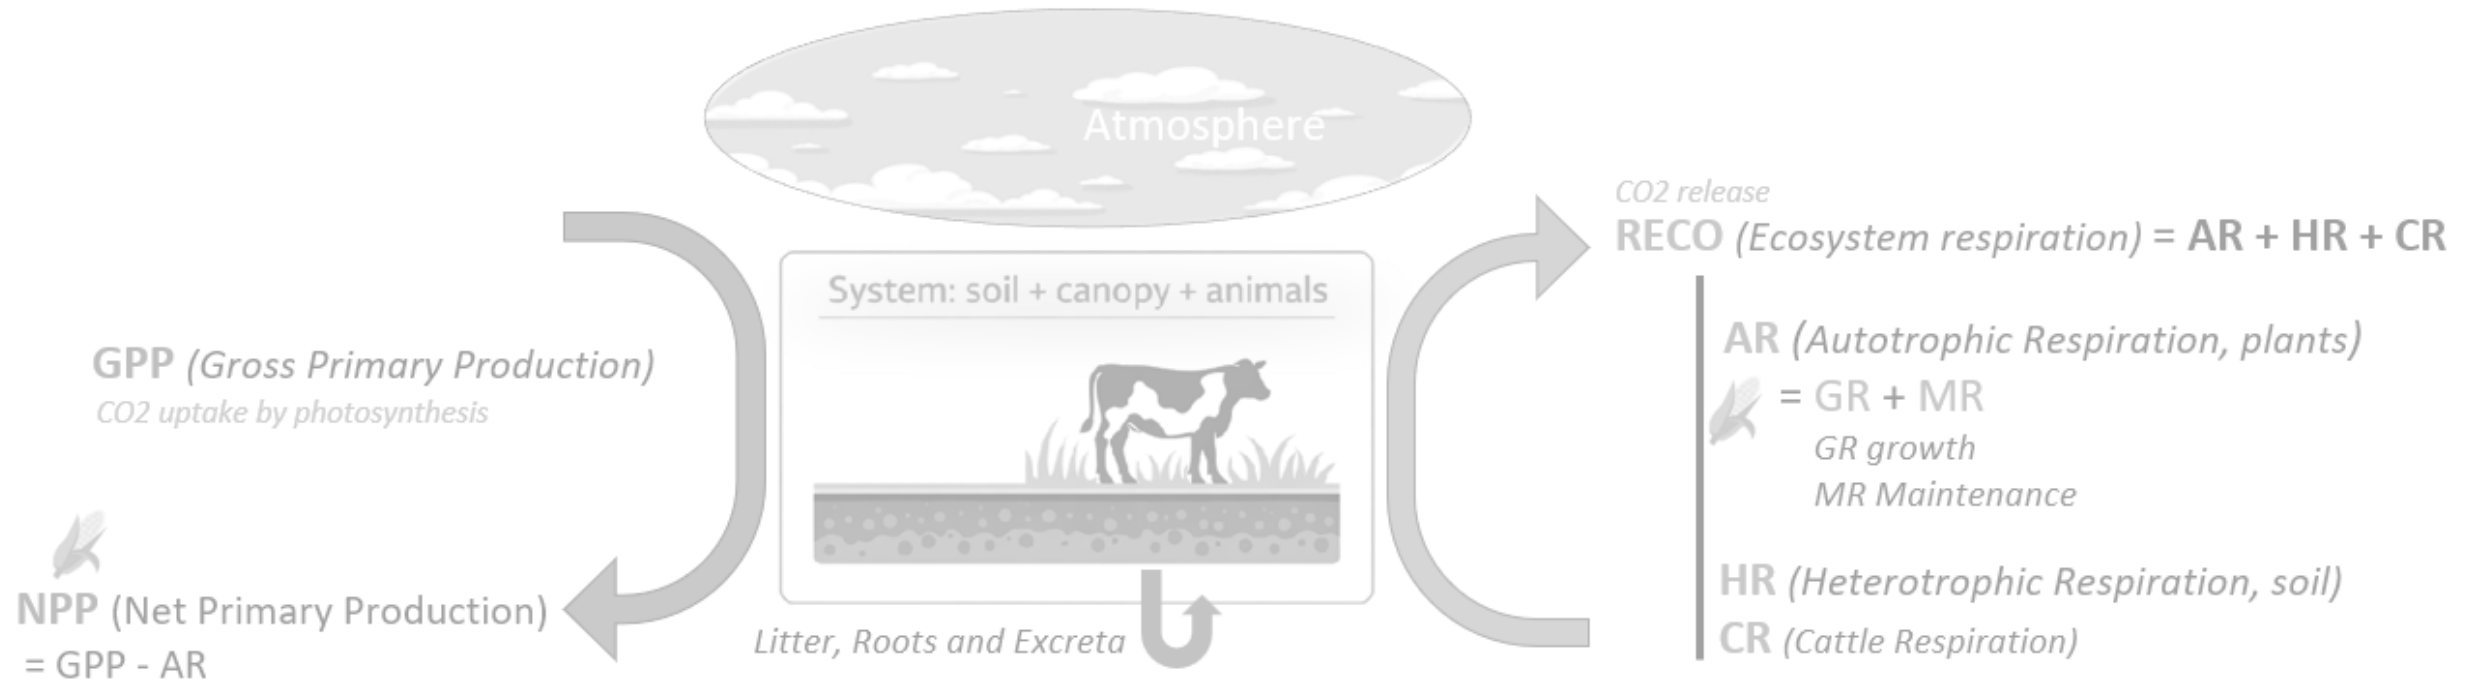 Atmosphere
CO2 release
RECO (Ecosystem respiration) = AR + HR + CR
System: soil + canopy + animals
AR (Autotrophic Respiration, plants)
= GR + MR
GR growth
MR Maintenance
GPP (Gross Primary Production)
CO2 uptake by photosynthesis
HR (Heterotrophic Respiration, soil)
CR (Cattle Respiration)
NPP (Net Primary Production)
= GPP - AR
Litter, Roots and Excreta